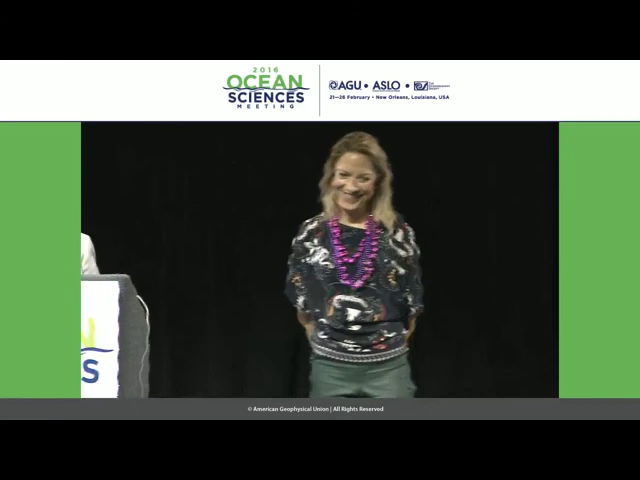 2016
OCEAN
SCIENCES
MEETING
AGU • ASLO •
21–26 February • New Orleans, Louisiana, USA
N
S
© American Geophysical Union | All Rights Reserved